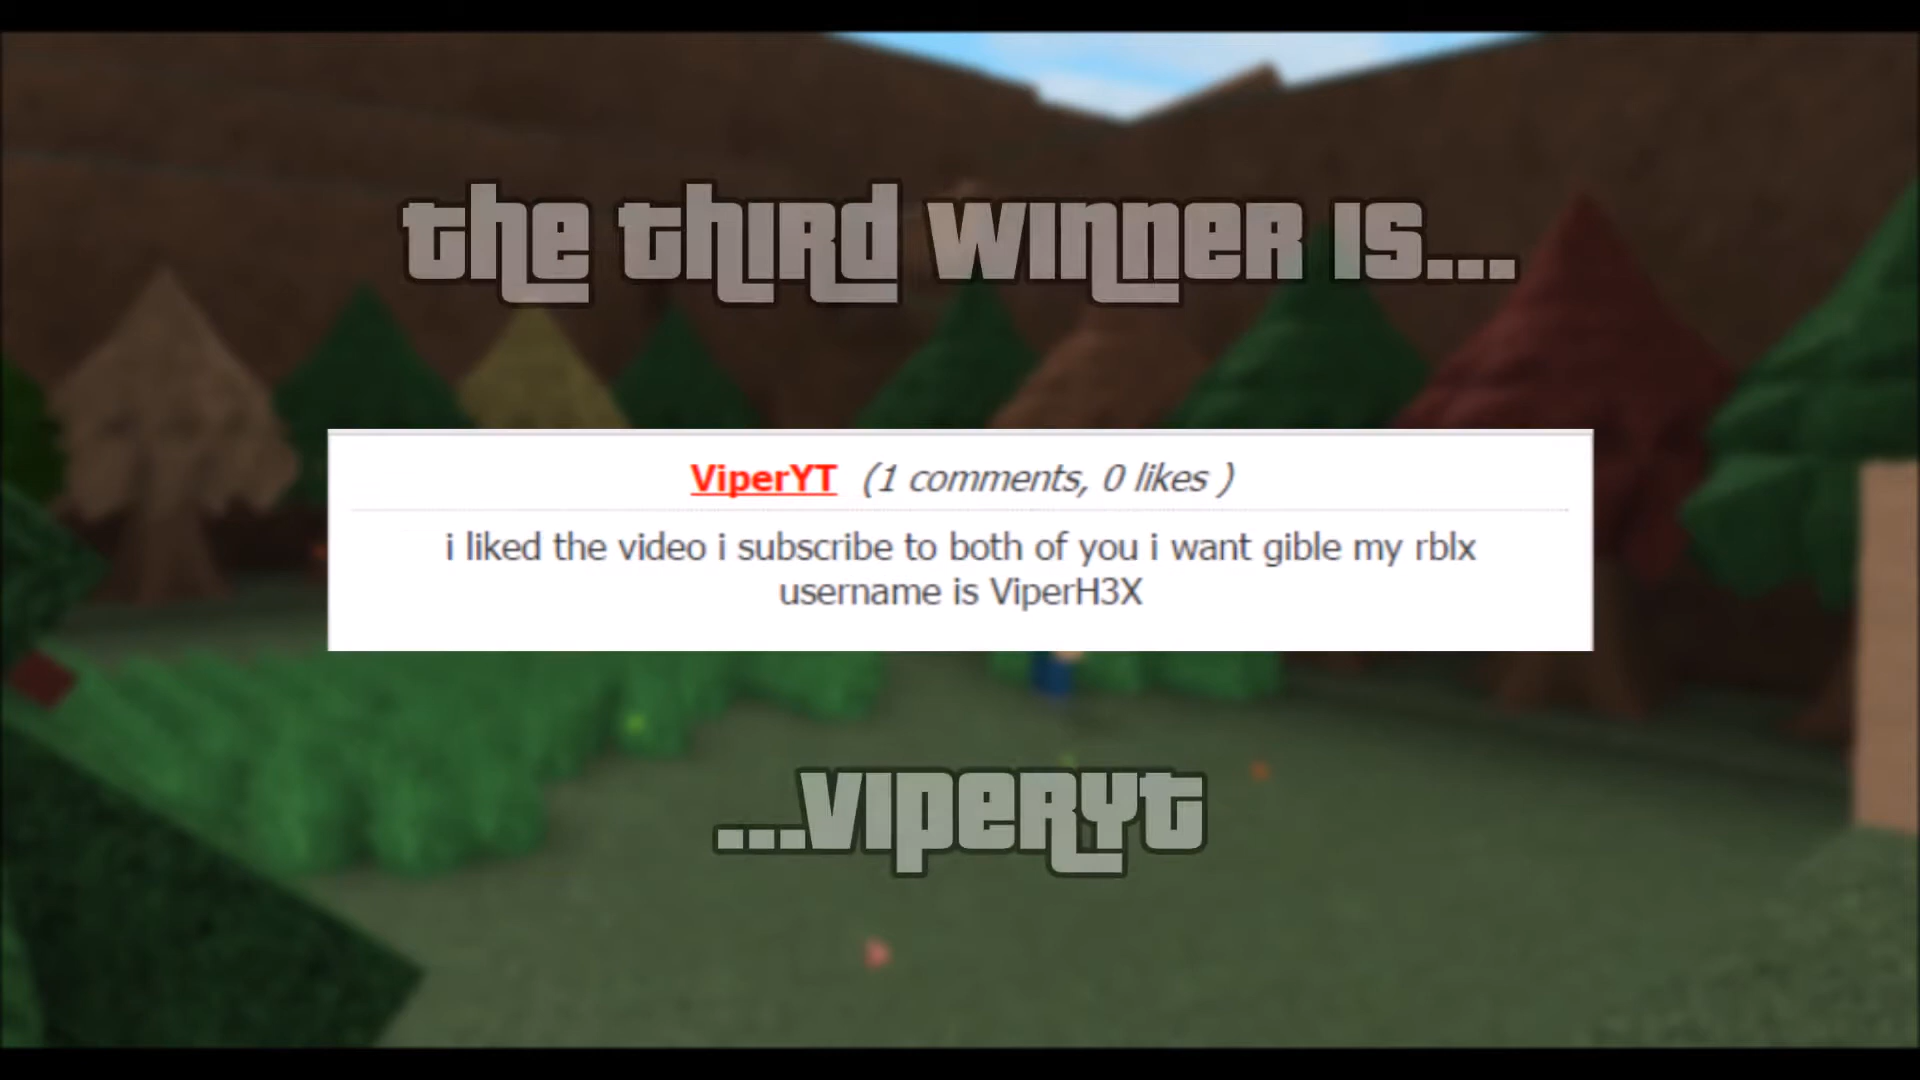 the third winner is...
ViperYT (1 comments, 0 likes )
i liked the video i subscribe to both of you i want gible my rblx
username is ViperH3X
...ViperYT